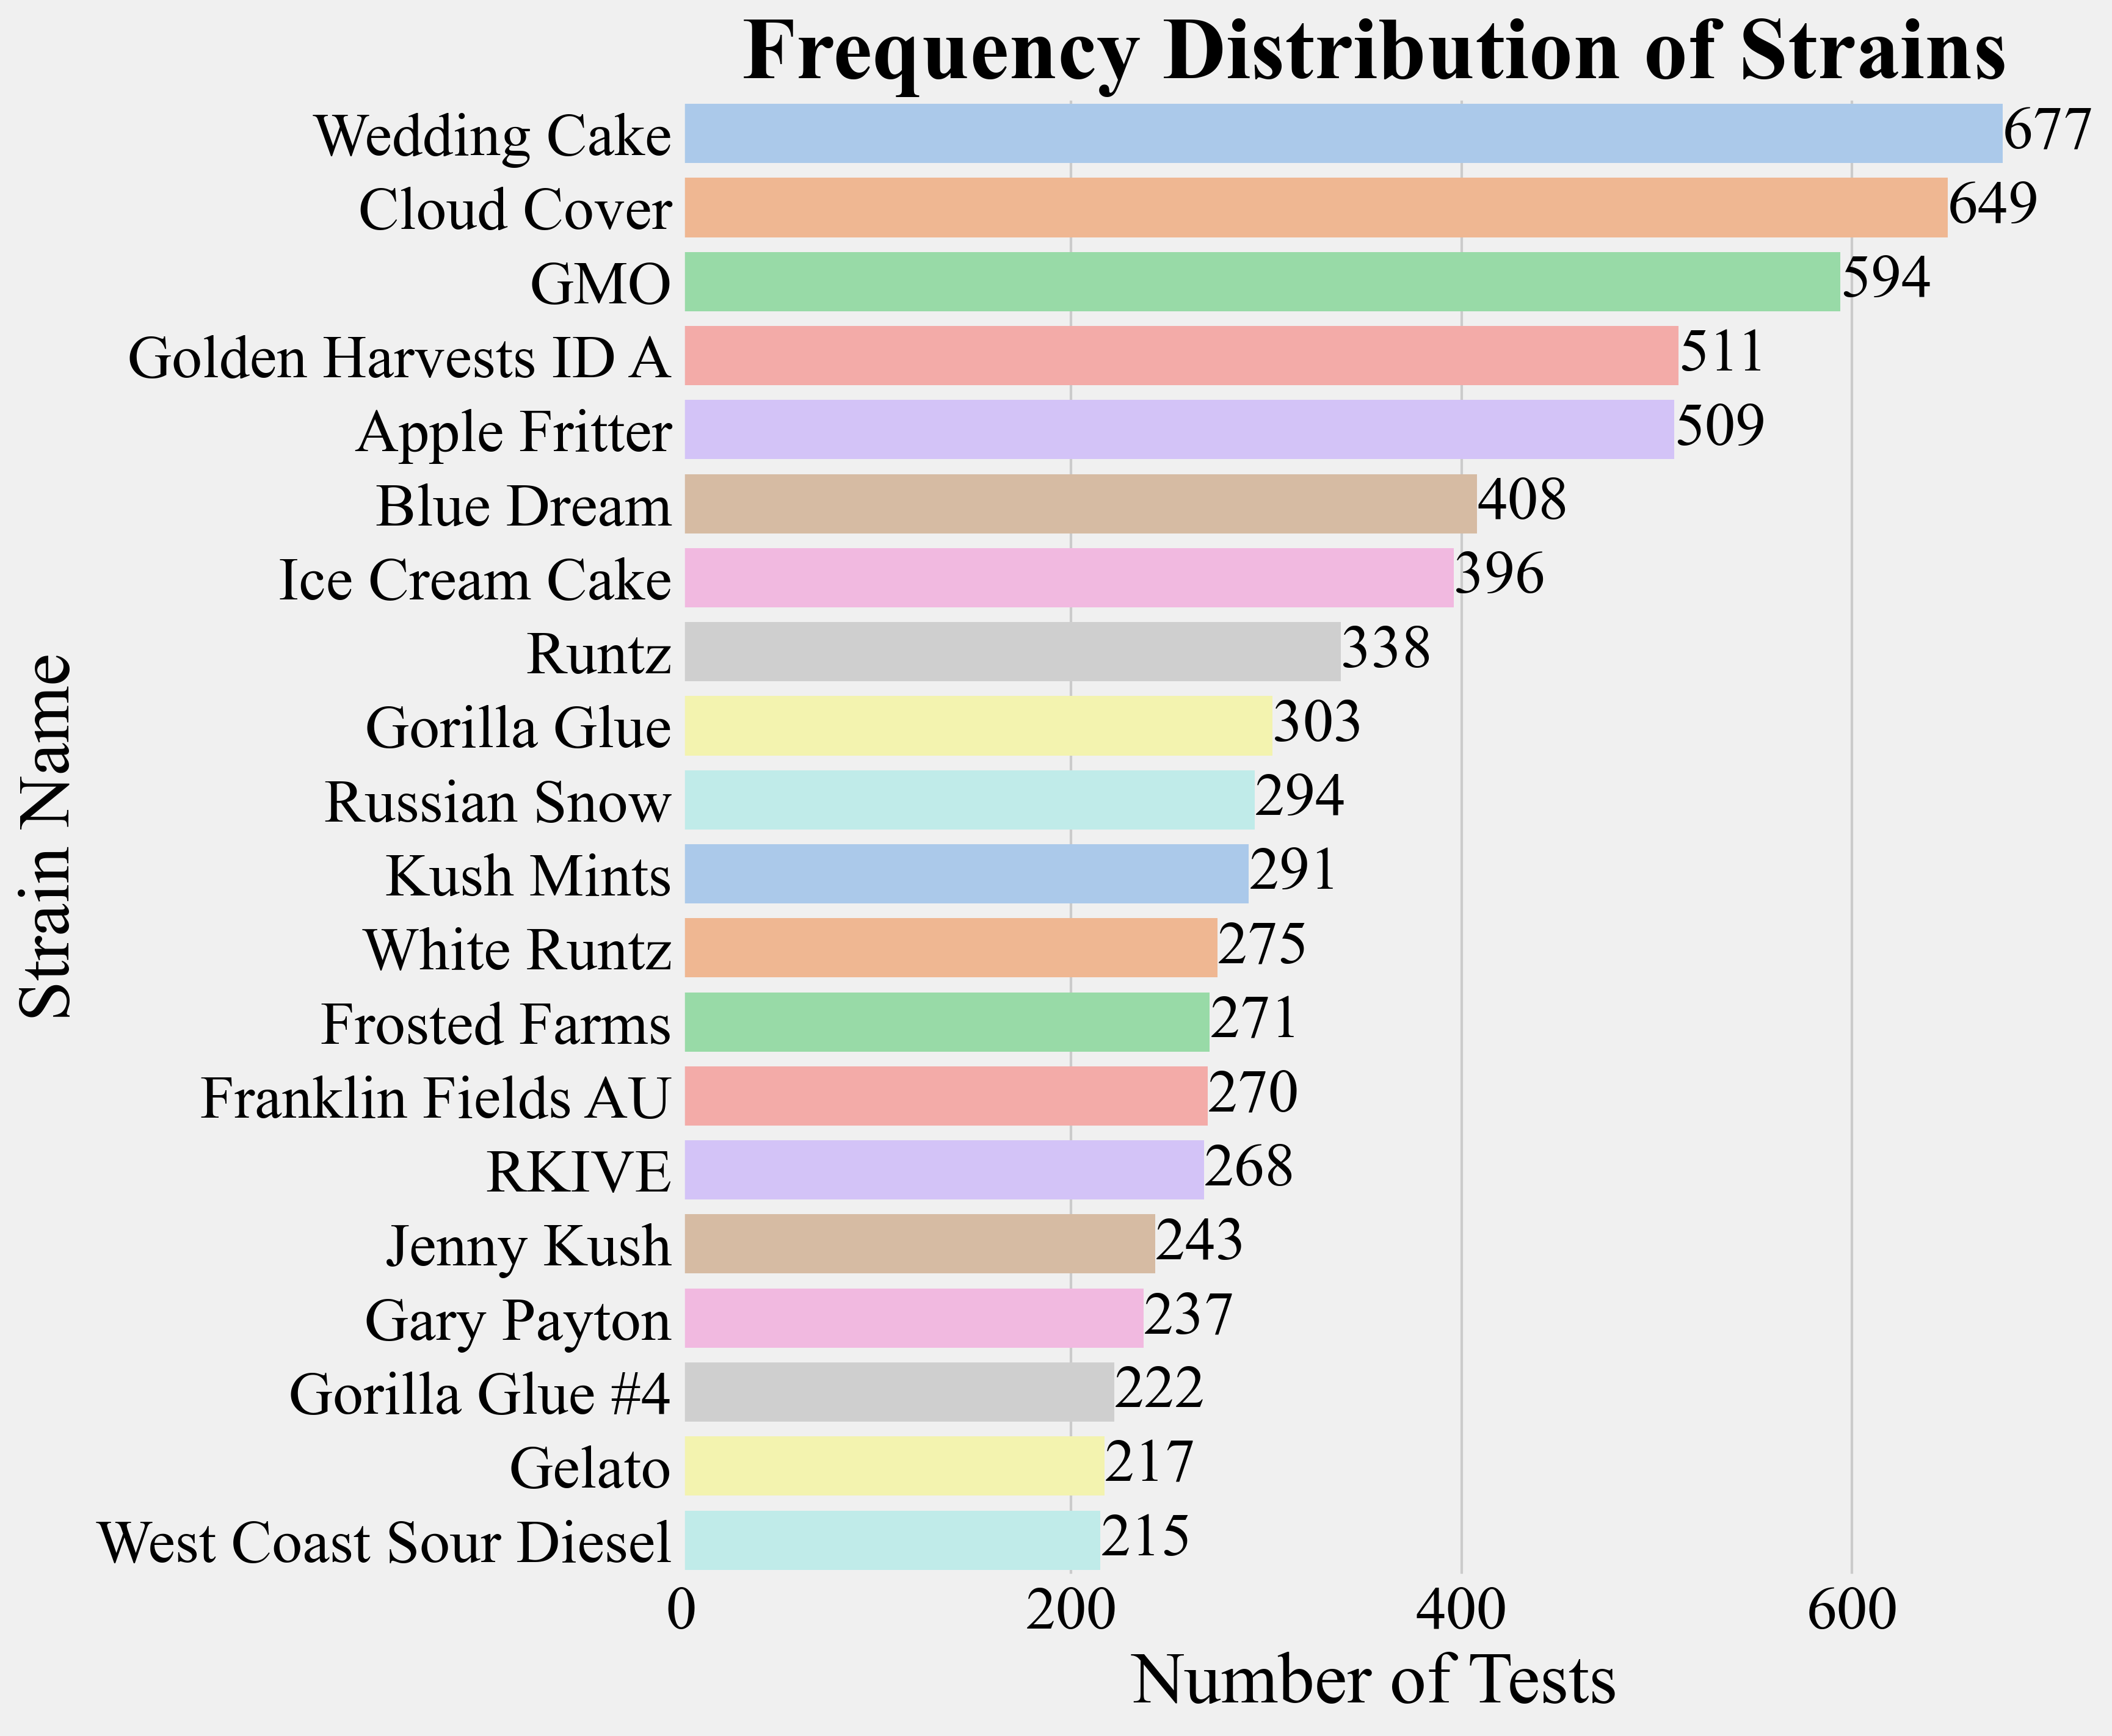 Frequency Distribution of Strains
Wedding Cake 677
Cloud Cover 649
GMO 594
Golden Harvests ID A 511
Apple Fritter 509
Blue Dream 408
Ice Cream Cake 396
Runtz 338
Gorilla Glue 303
Russian Snow 294
Kush Mints 291
White Runtz 275
Frosted Farms 271
Franklin Fields AU 270
RKIVE 268
Jenny Kush 243
Gary Payton 237
Gorilla Glue #4 222
Gelato 217
West Coast Sour Diesel 215
0 200 400 600
Number of Tests
Strain Name